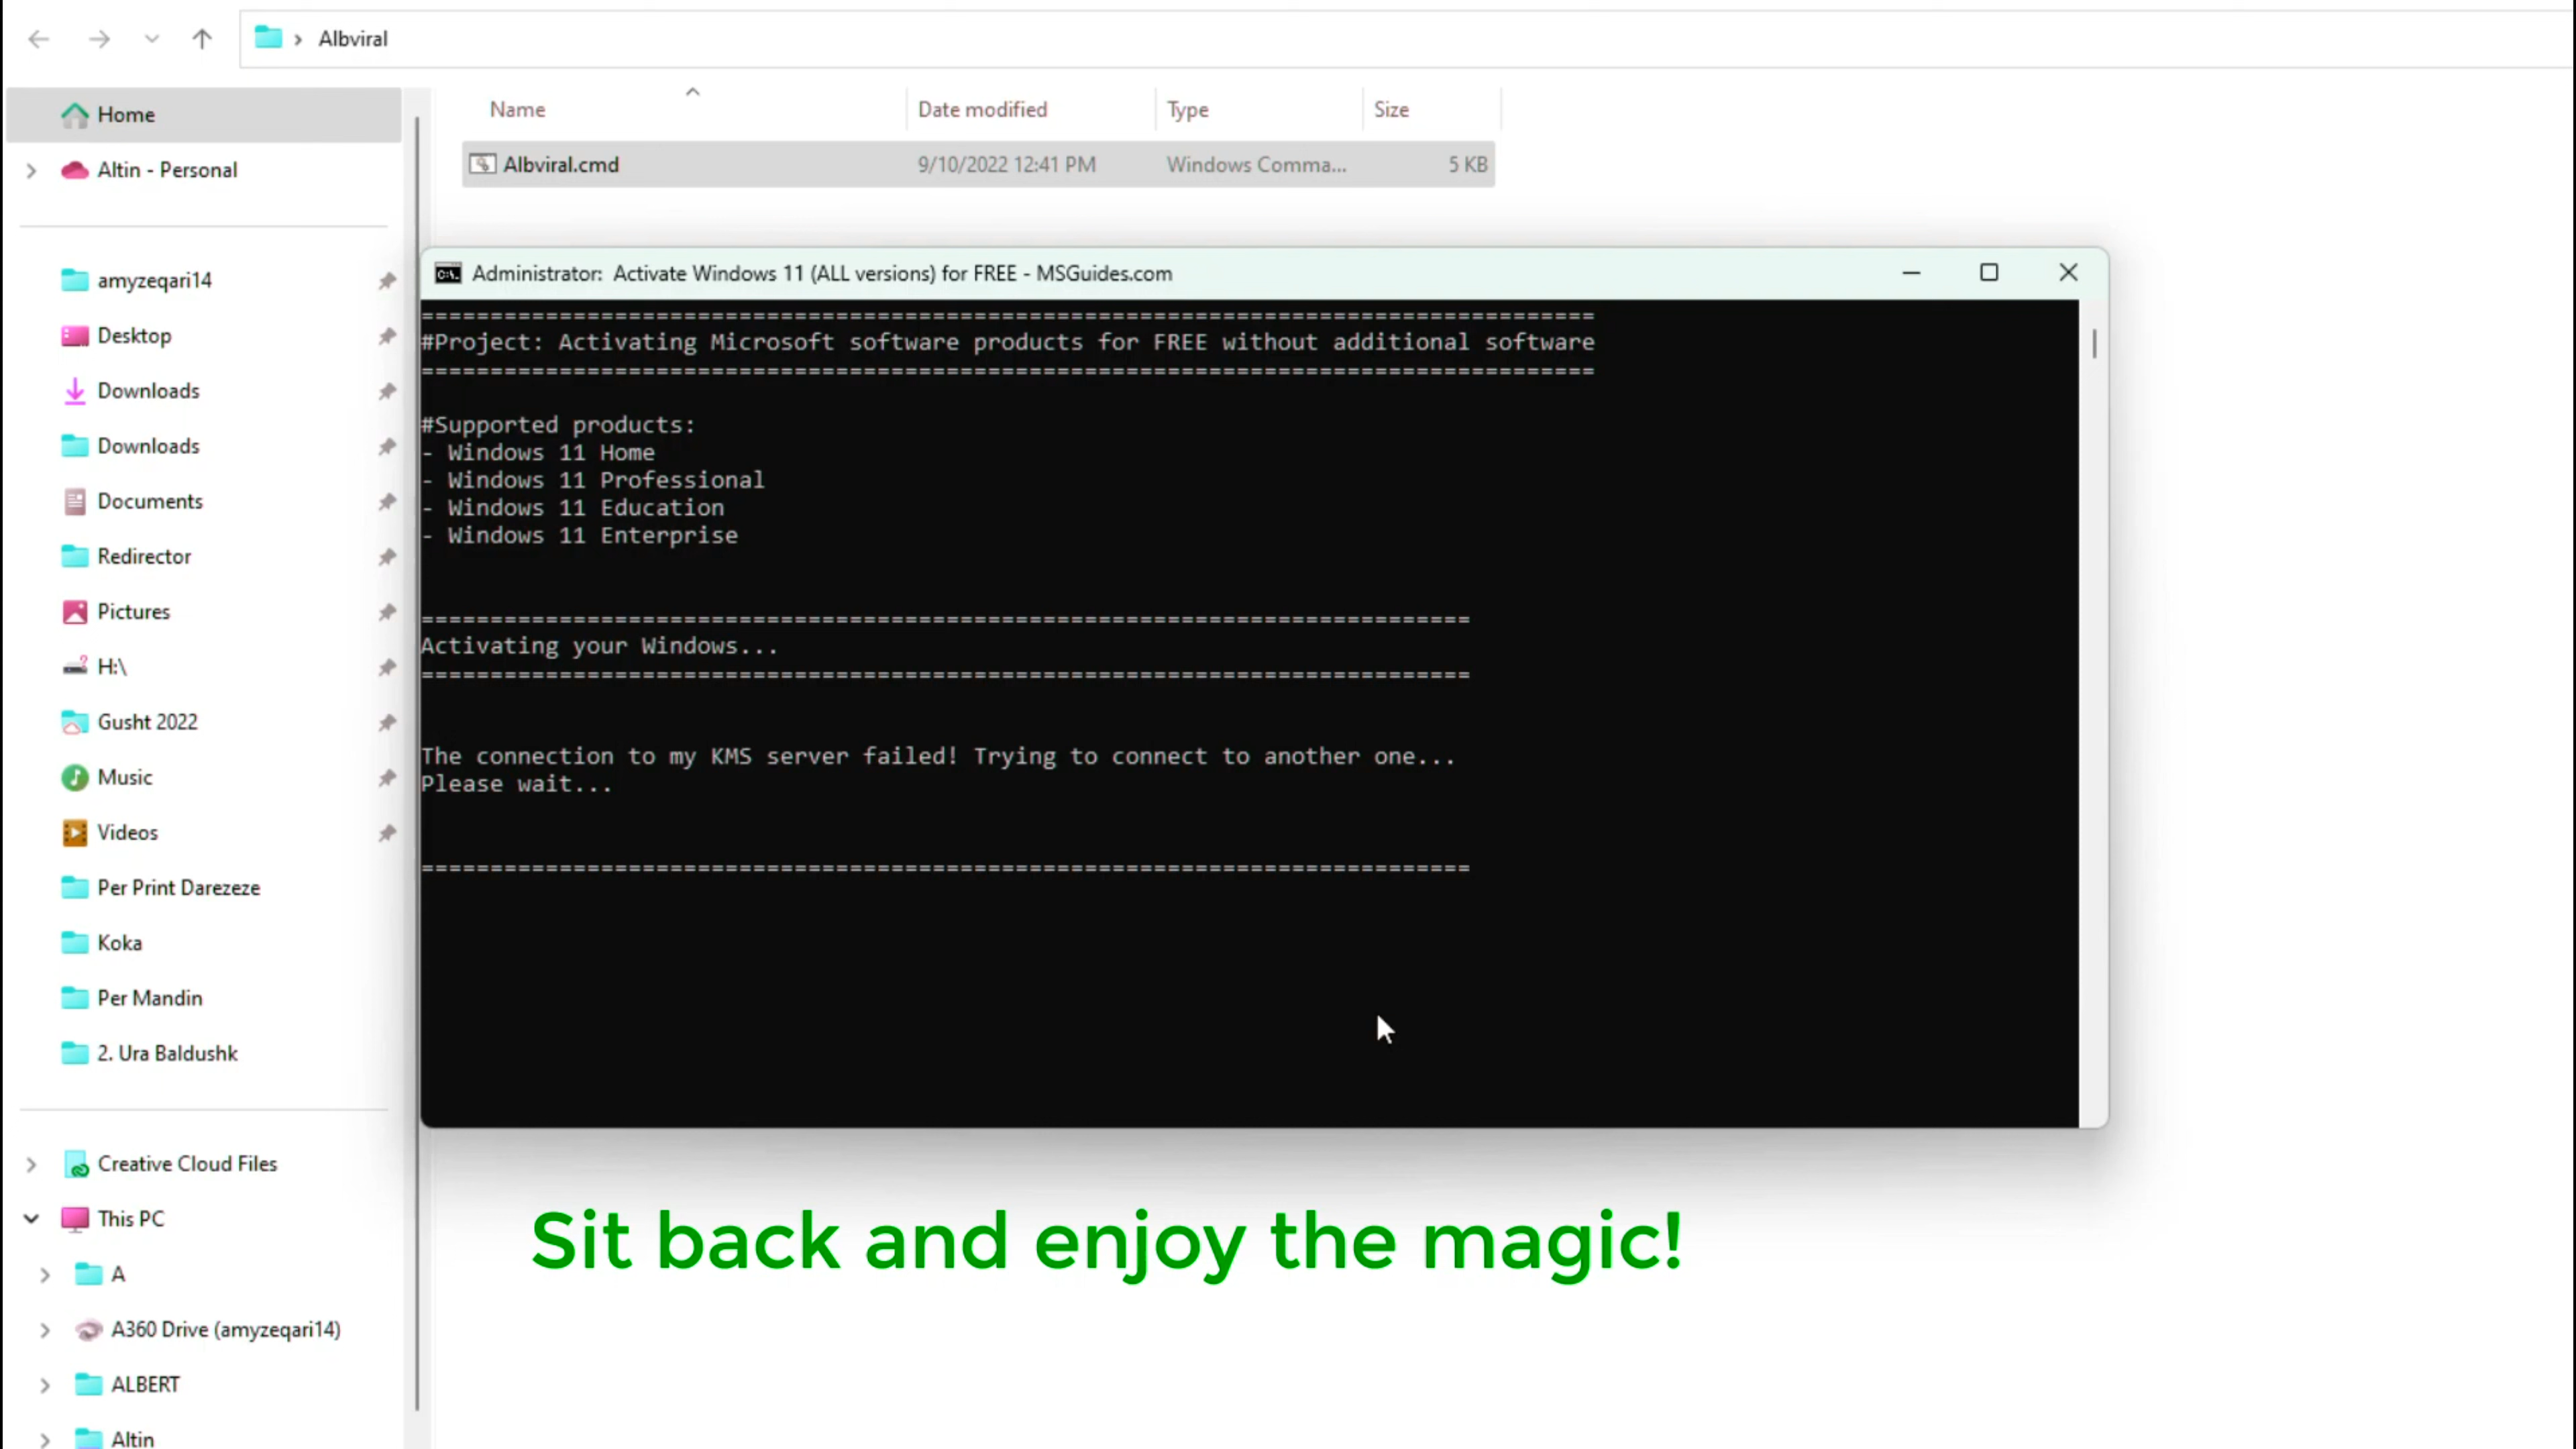 Albviral
Home
Altin - Personal
amyzeqari14
Desktop
Downloads
Downloads
Documents
Redirector
Pictures
H:\
Gusht 2022
Music
Videos
Per Print Darezeze
Koka
Per Mandin
2. Ura Baldushk
Creative Cloud Files
This PC
A
A360 Drive (amyzeqari14)
ALBERT
Altin
Name Date modified Type Size
Albviral.cmd 9/10/2022 12:41 PM Windows Comma... 5 KB
Administrator: Activate Windows 11 (ALL versions) for FREE - MSGuides.com
=====================================================================================
#Project: Activating Microsoft software products for FREE without additional software
=====================================================================================
#Supported products:
- Windows 11 Home
- Windows 11 Professional
- Windows 11 Education
- Windows 11 Enterprise
============================================================================
Activating your Windows...
============================================================================
The connection to my KMS server failed! Trying to connect to another one...
Please wait...
============================================================================
Sit back and enjoy the magic!